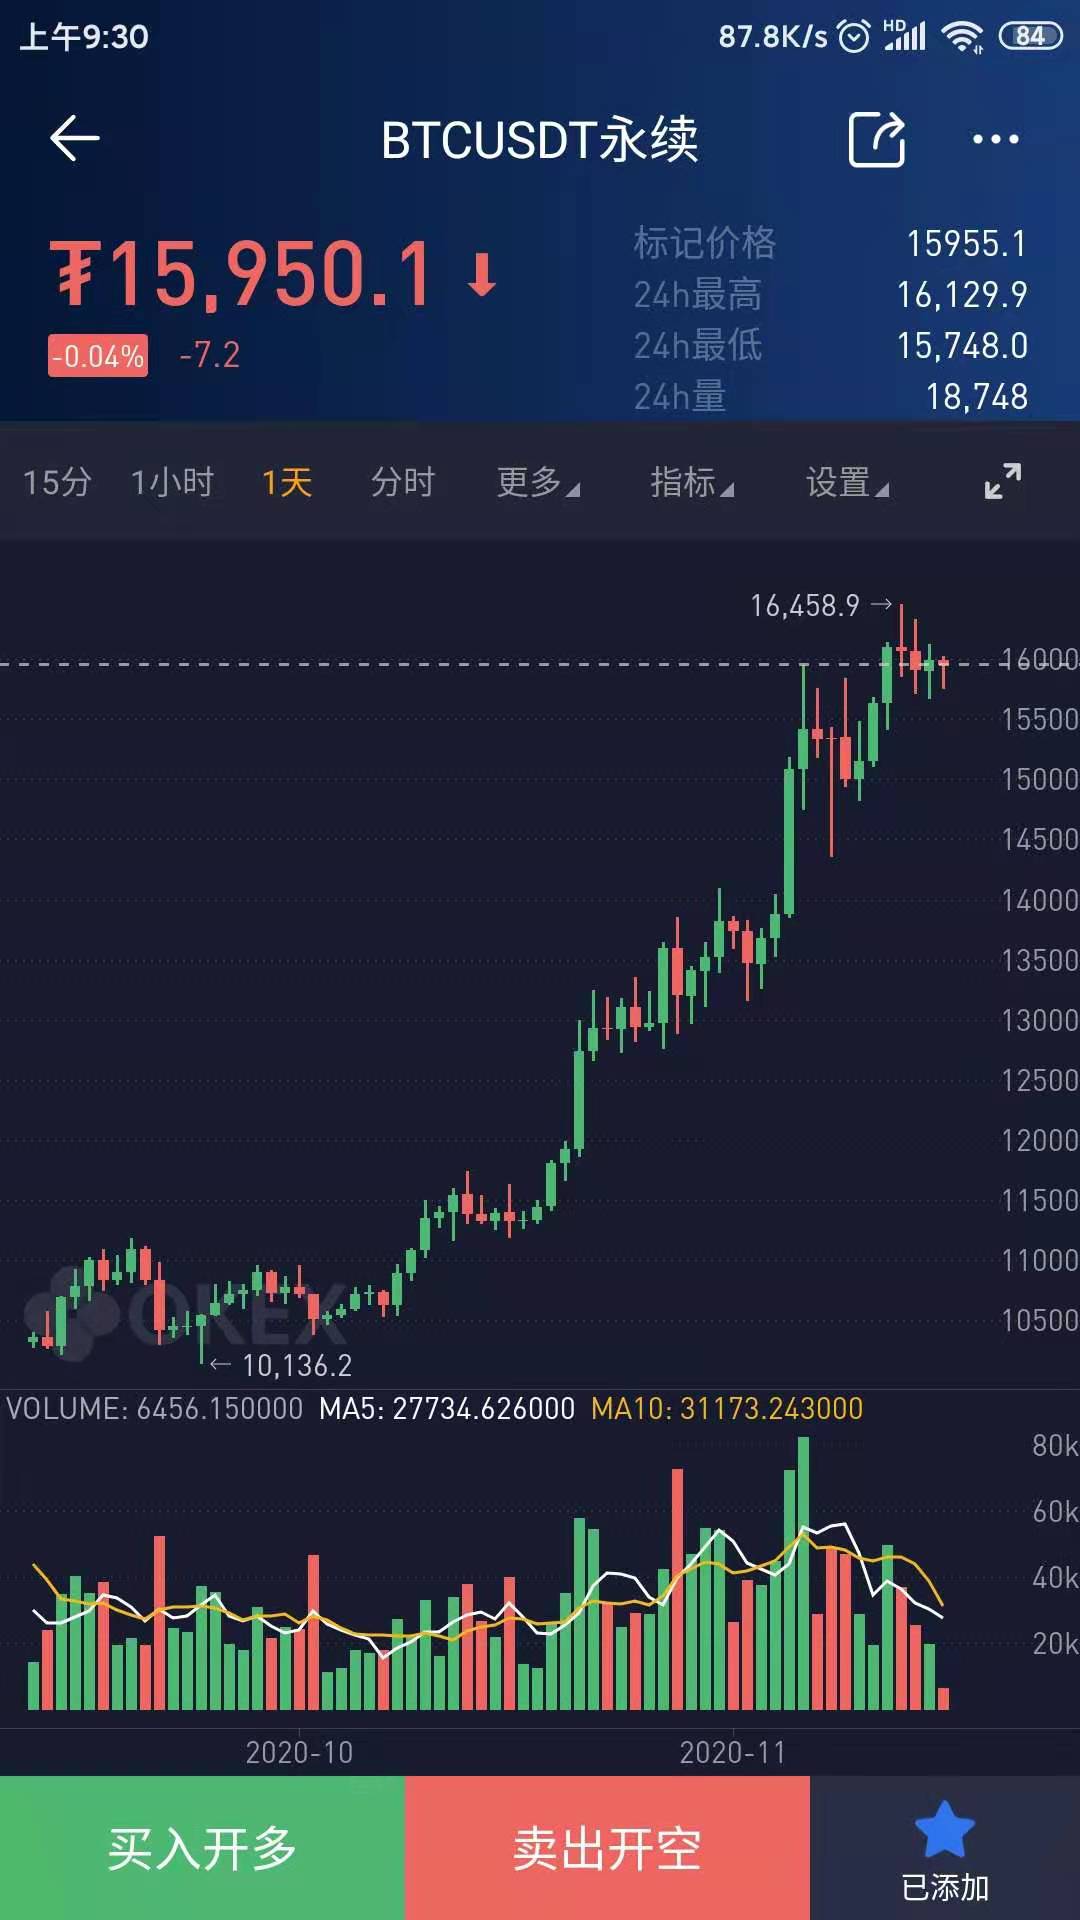 上午9:30
87.8K/s HD 84
BTCUSDT永续
₮15,950.1
-0.04% -7.2
标记价格 15955.1
24h最高 16,129.9
24h最低 15,748.0
24h量 18,748
15分 1小时 1天 分时 更多 指标 设置
16,458.9
16000
15500
15000
14500
14000
13500
13000
12500
12000
11500
11000
10500
OKEX
10,136.2
VOLUME: 6456.150000 MA5: 27734.626000 MA10: 31173.243000
80k
60k
40k
20k
2020-10 2020-11
买入开多 卖出开空 已添加